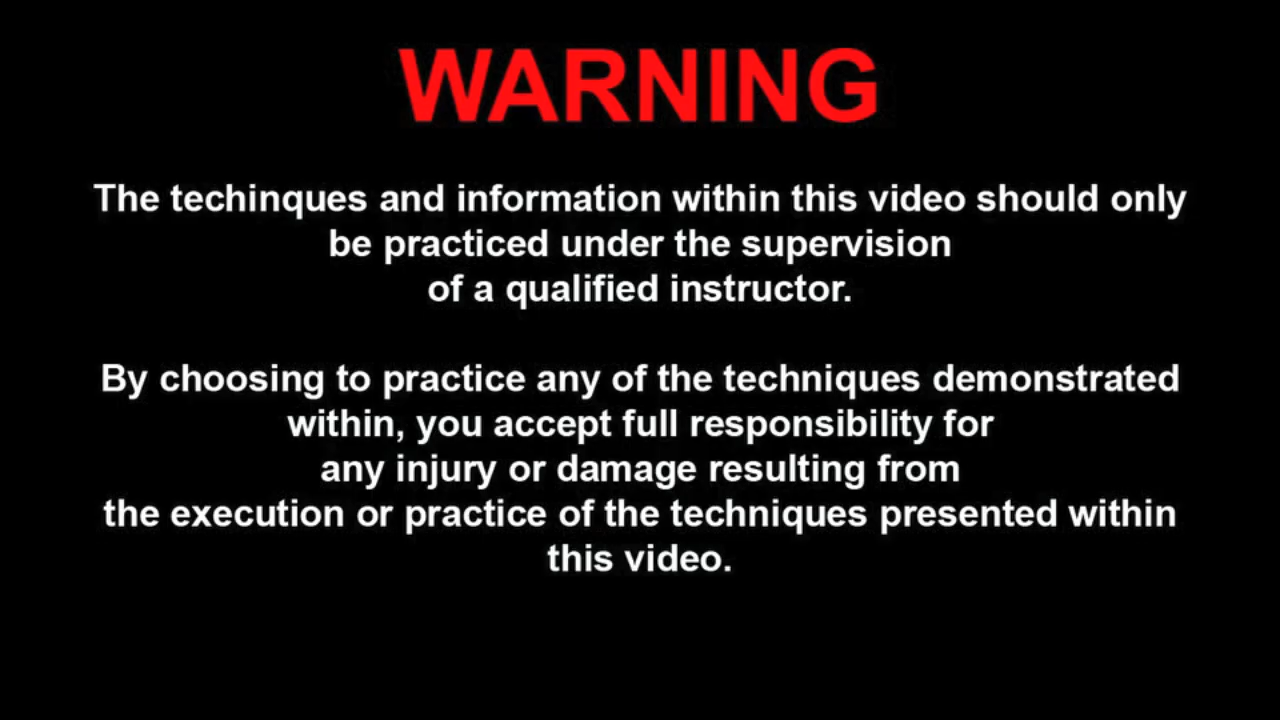 WARNING
The techinques and information within this video should only
be practiced under the supervision
of a qualified instructor.
By choosing to practice any of the techniques demonstrated
within, you accept full responsibility for
any injury or damage resulting from
the execution or practice of the techniques presented within
this video.